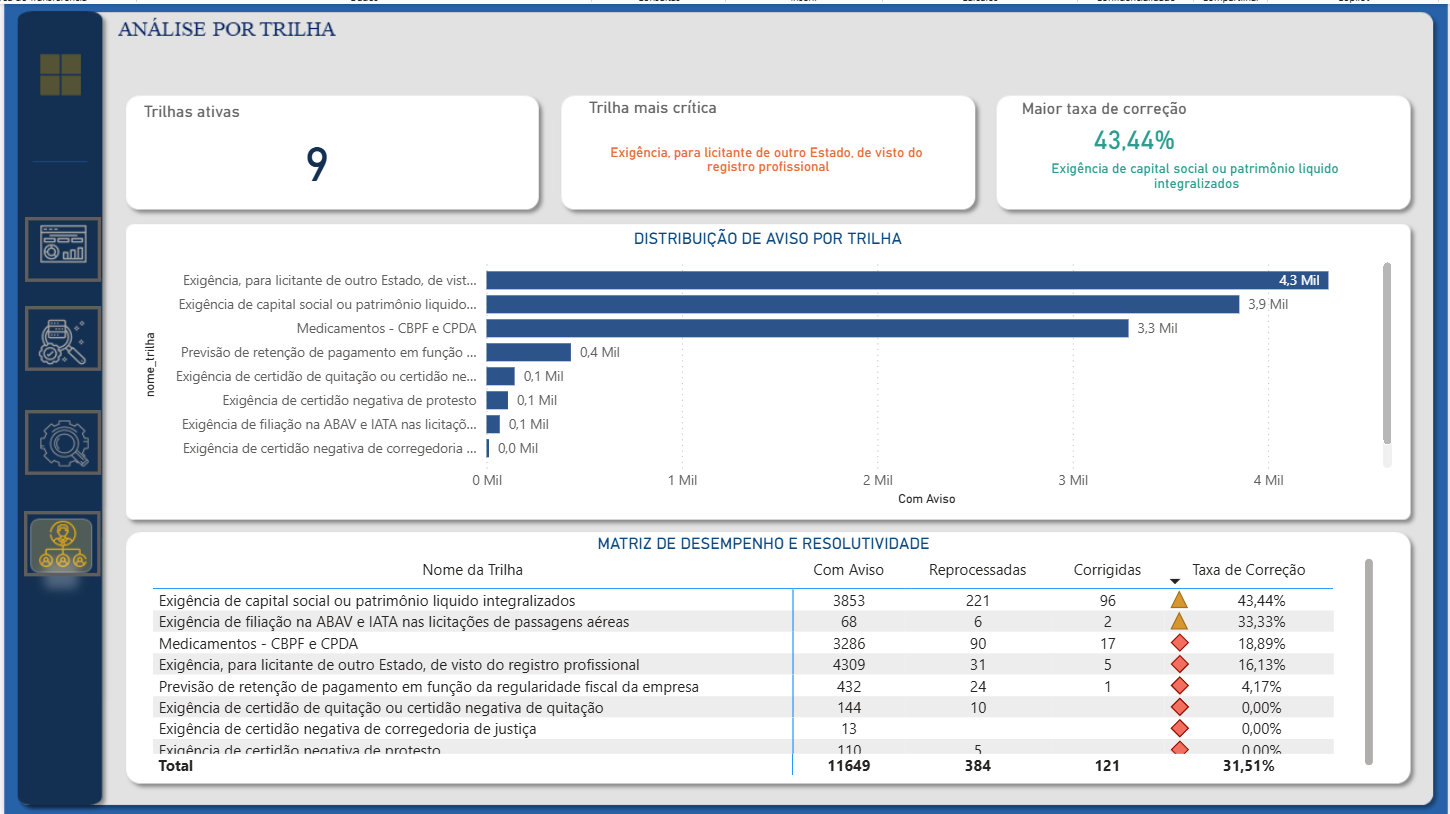 ANÁLISE POR TRILHA
Trilhas ativas
9
Trilha mais crítica
Exigência, para licitante de outro Estado, de visto do
registro profissional
Maior taxa de correção
43,44%
Exigência de capital social ou patrimônio liquido
integralizados
DISTRIBUIÇÃO DE AVISO POR TRILHA
nome_trilha
Exigência, para licitante de outro Estado, de vist... 4,3 Mil
Exigência de capital social ou patrimônio liquido... 3,9 Mil
Medicamentos - CBPF e CPDA 3,3 Mil
Previsão de retenção de pagamento em função ... 0,4 Mil
Exigência de certidão de quitação ou certidão ne... 0,1 Mil
Exigência de certidão negativa de protesto 0,1 Mil
Exigência de filiação na ABAV e IATA nas licitaçõ... 0,1 Mil
Exigência de certidão negativa de corregedoria ... 0,0 Mil
0 Mil 1 Mil 2 Mil 3 Mil 4 Mil
Com Aviso
MATRIZ DE DESEMPENHO E RESOLUTIVIDADE
Nome da Trilha Com Aviso Reprocessadas Corrigidas Taxa de Correção
Exigência de capital social ou patrimônio liquido integralizados 3853 221 96 43,44%
Exigência de filiação na ABAV e IATA nas licitações de passagens aéreas 68 6 2 33,33%
Medicamentos - CBPF e CPDA 3286 90 17 18,89%
Exigência, para licitante de outro Estado, de visto do registro profissional 4309 31 5 16,13%
Previsão de retenção de pagamento em função da regularidade fiscal da empresa 432 24 1 4,17%
Exigência de certidão de quitação ou certidão negativa de quitação 144 10 0,00%
Exigência de certidão negativa de corregedoria de justiça 13 0,00%
Exigência de certidão negativa de protesto 110 5 0,00%
Total 11649 384 121 31,51%